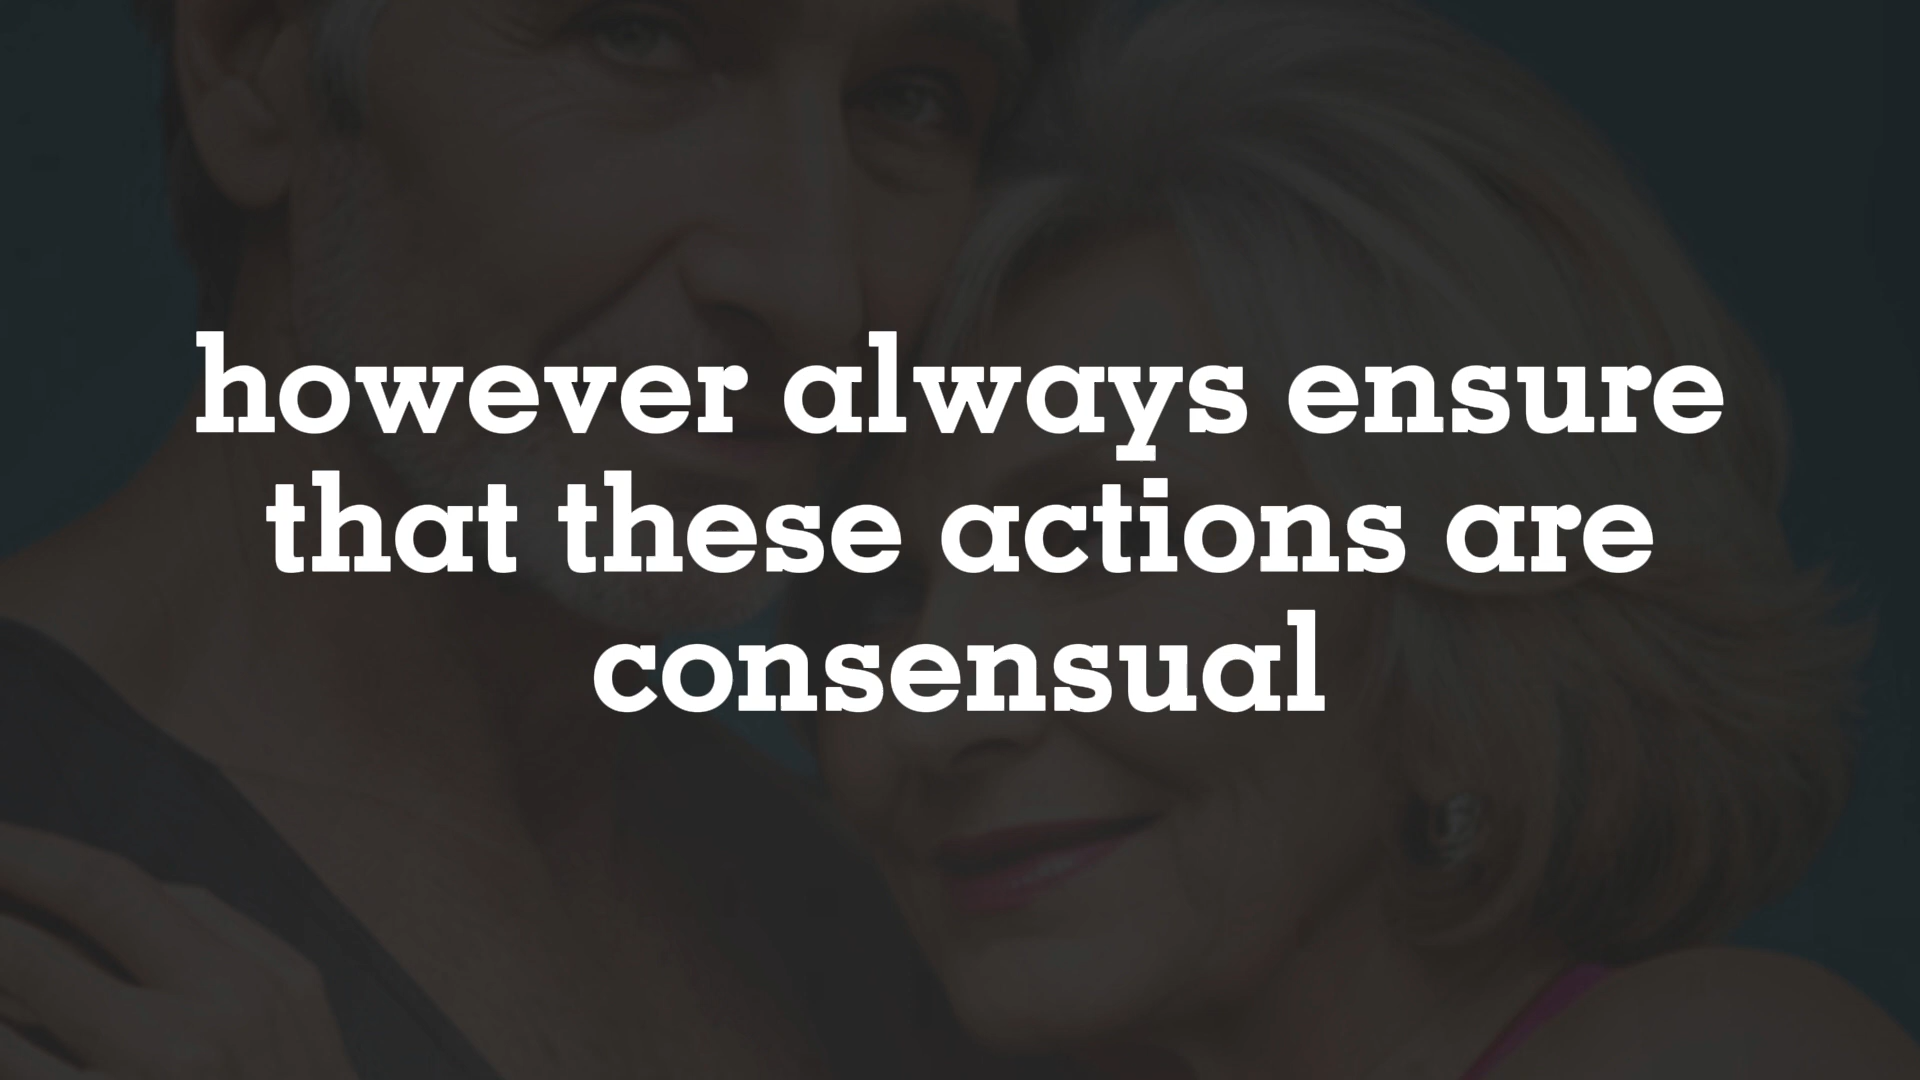 however always ensure
that these actions are
consensual